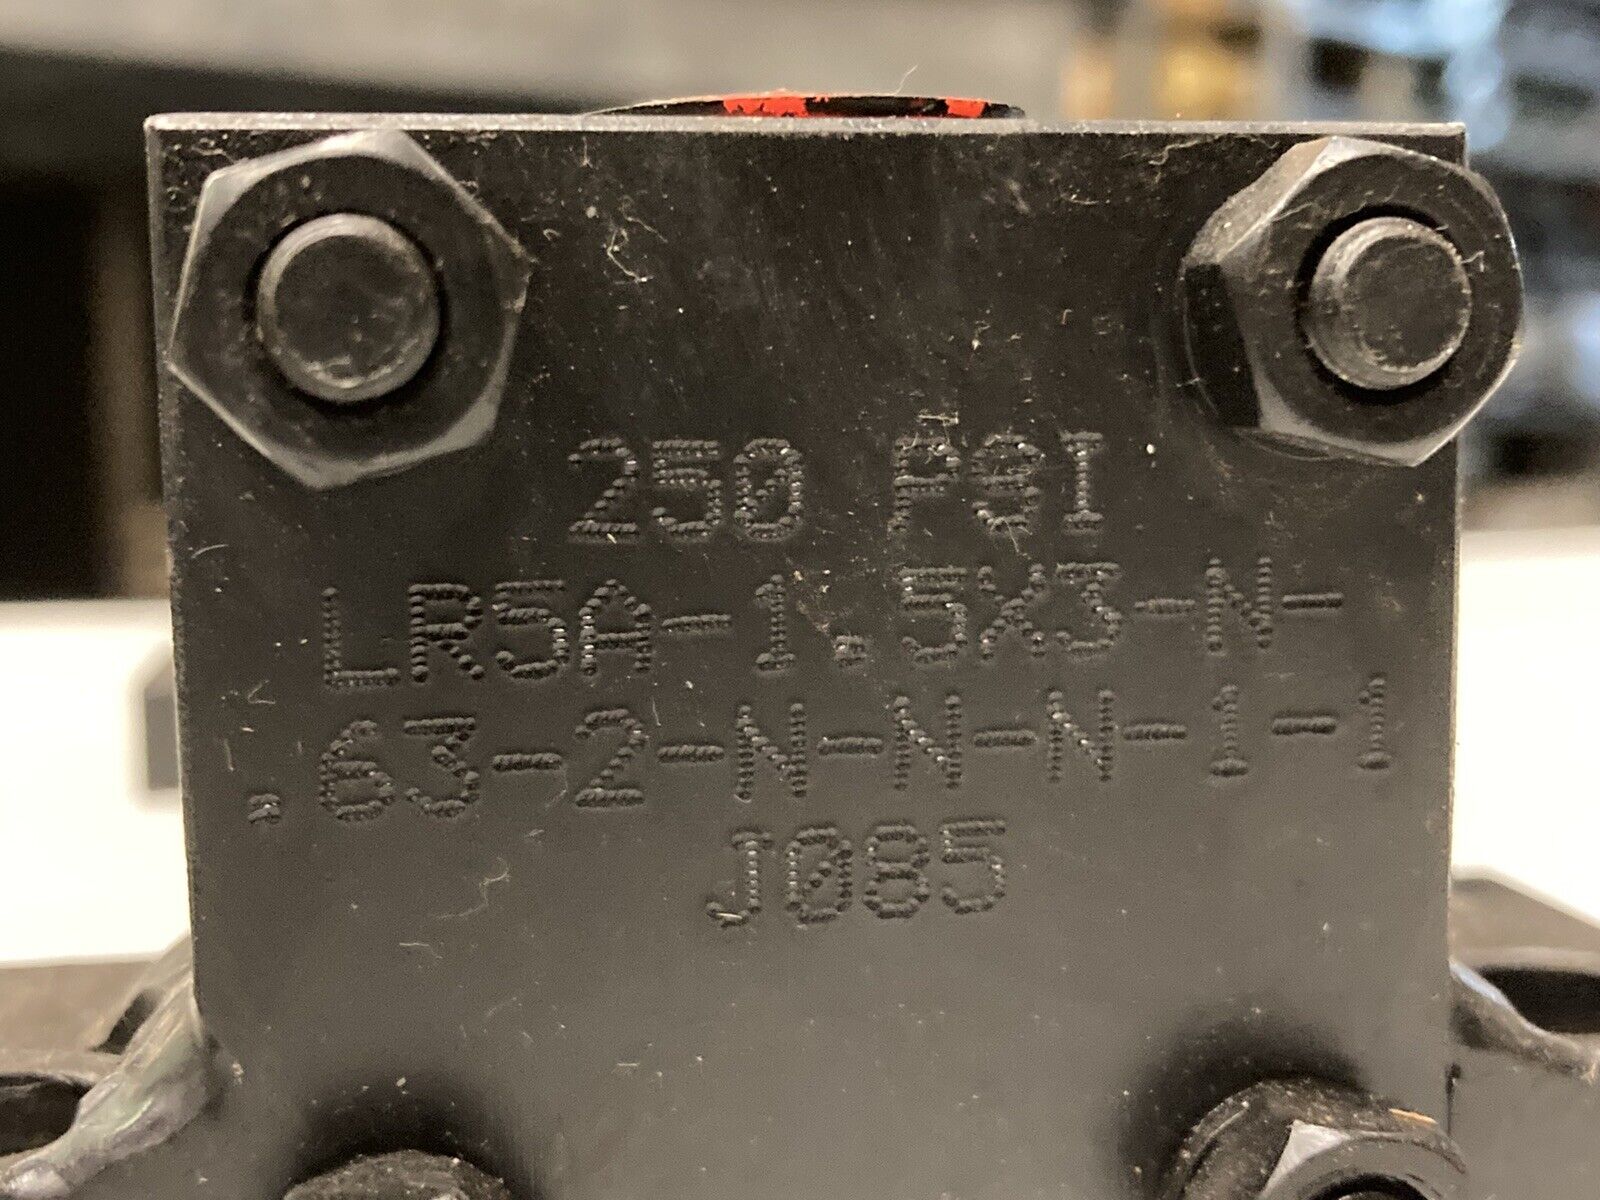 250 PSI
LR5A-1.5X3-N-
.63-2-N-N-N-1-1
J085